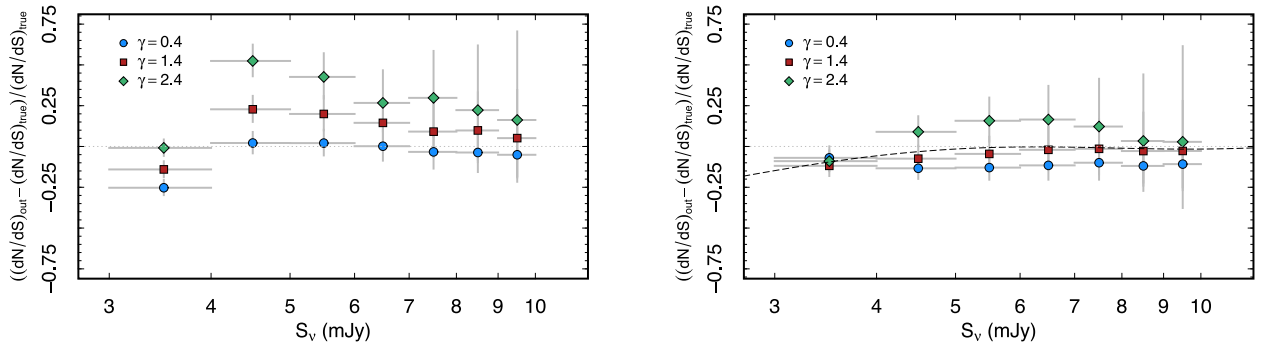 ((dN/dS)out−(dN/dS)true)/(dN/dS)true
0.75
0.25
−0.25
−0.75
γ=0.4
γ=1.4
γ=2.4
3 4 5 6 7 8 9 10
Sν (mJy)
((dN/dS)out−(dN/dS)true)/(dN/dS)true
0.75
0.25
−0.25
−0.75
γ=0.4
γ=1.4
γ=2.4
3 4 5 6 7 8 9 10
Sν (mJy)